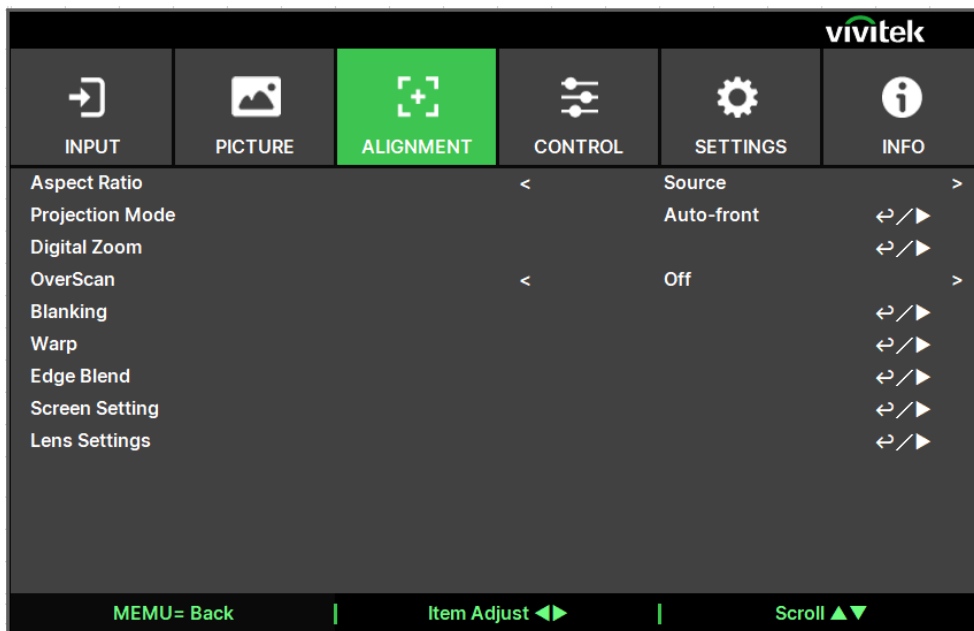 vivitek
INPUT PICTURE ALIGNMENT CONTROL SETTINGS INFO
Aspect Ratio < Source >
Projection Mode Auto-front ↩/▶
Digital Zoom ↩/▶
OverScan < Off >
Blanking ↩/▶
Warp ↩/▶
Edge Blend ↩/▶
Screen Setting ↩/▶
Lens Settings ↩/▶
MEMU= Back | Item Adjust ◀▶ | Scroll ▲▼